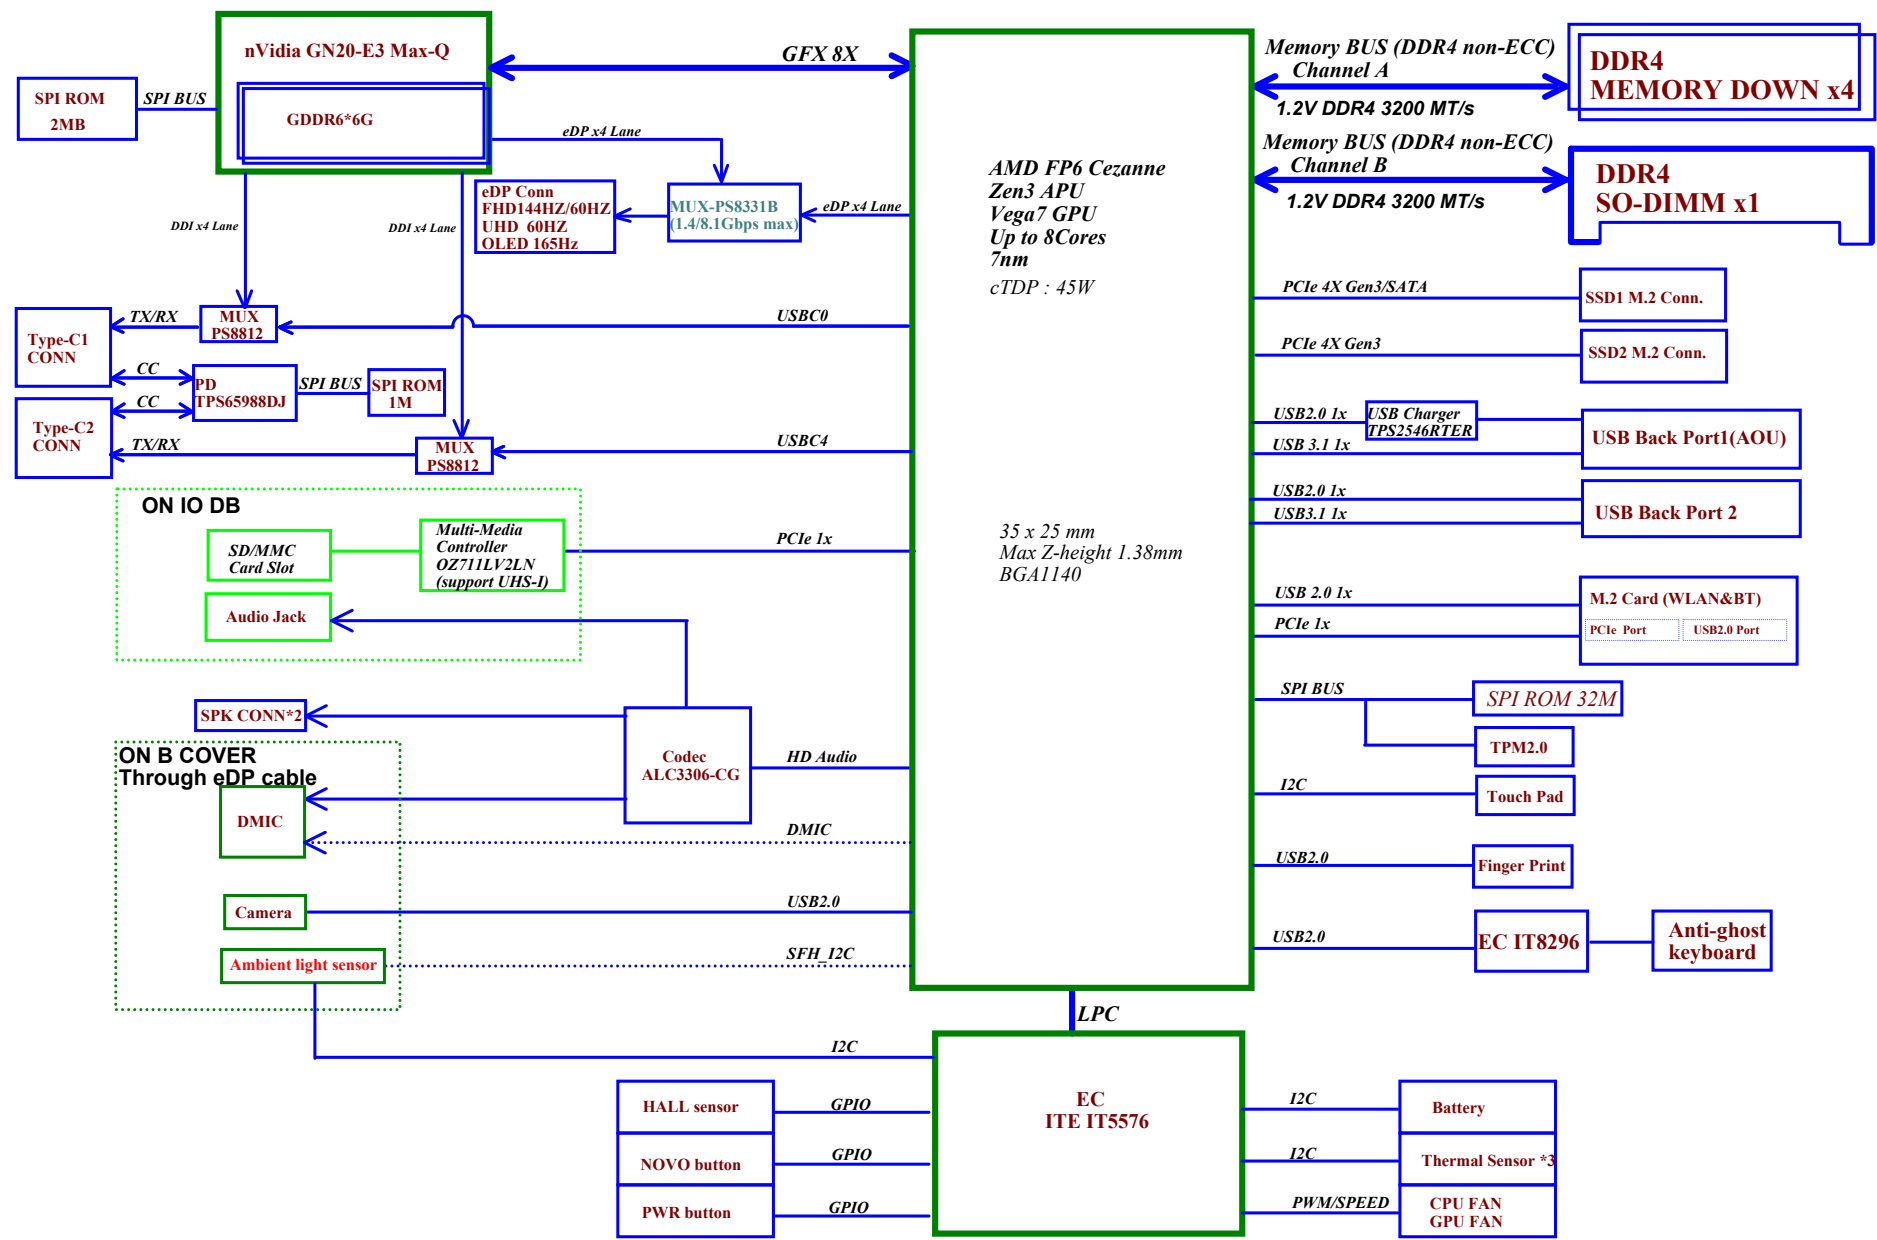 nVidia GN20-E3 Max-Q
GDDR6*6G
SPI ROM
2MB
SPI BUS
GFX 8X
eDP x4 Lane
eDP Conn
FHD144HZ/60HZ
UHD  60HZ
OLED 165Hz
MUX-PS8331B
(1.4/8.1Gbps max)
eDP x4 Lane
DDI x4 Lane
DDI x4 Lane
Type-C1
CONN
TX/RX
MUX
PS8812
USBC0
CC
PD
TPS65988DJ
SPI BUS
SPI ROM
1M
CC
Type-C2
CONN
TX/RX
MUX
PS8812
USBC4
ON IO DB
SD/MMC
Card Slot
Multi-Media
Controller
OZ711LV2LN
(support UHS-I)
PCIe 1x
Audio Jack
SPK CONN*2
ON B COVER
Through eDP cable
DMIC
Codec
ALC3306-CG
HD Audio
DMIC
Camera
USB2.0
Ambient light sensor
SFH_I2C
I2C
AMD FP6 Cezanne
Zen3 APU
Vega7 GPU
Up to 8Cores
7nm
cTDP : 45W
35 x 25 mm
Max Z-height 1.38mm
BGA1140
Memory BUS (DDR4 non-ECC)
Channel A
1.2V DDR4 3200 MT/s
DDR4
MEMORY DOWN x4
Memory BUS (DDR4 non-ECC)
Channel B
1.2V DDR4 3200 MT/s
DDR4
SO-DIMM x1
PCIe 4X Gen3/SATA
SSD1 M.2 Conn.
PCIe 4X Gen3
SSD2 M.2 Conn.
USB2.0 1x
USB Charger
TPS2546RTER
USB 3.1 1x
USB Back Port1(AOU)
USB2.0 1x
USB3.1 1x
USB Back Port 2
USB 2.0 1x
PCIe 1x
M.2 Card (WLAN&BT)
PCIe  Port
USB2.0 Port
SPI BUS
SPI ROM 32M
TPM2.0
I2C
Touch Pad
USB2.0
Finger Print
USB2.0
EC IT8296
Anti-ghost
keyboard
LPC
EC
ITE IT5576
HALL sensor
GPIO
NOVO button
GPIO
PWR button
GPIO
I2C
Battery
I2C
Thermal Sensor *3
PWM/SPEED
CPU FAN
GPU FAN